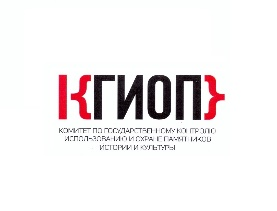 КГИОП
КОМИТЕТ ПО ГОСУДАРСТВЕННОМУ КОНТРОЛЮ
ИСПОЛЬЗОВАНИЮ И ОХРАНЕ ПАМЯТНИКОВ
ИСТОРИИ И КУЛЬТУРЫ